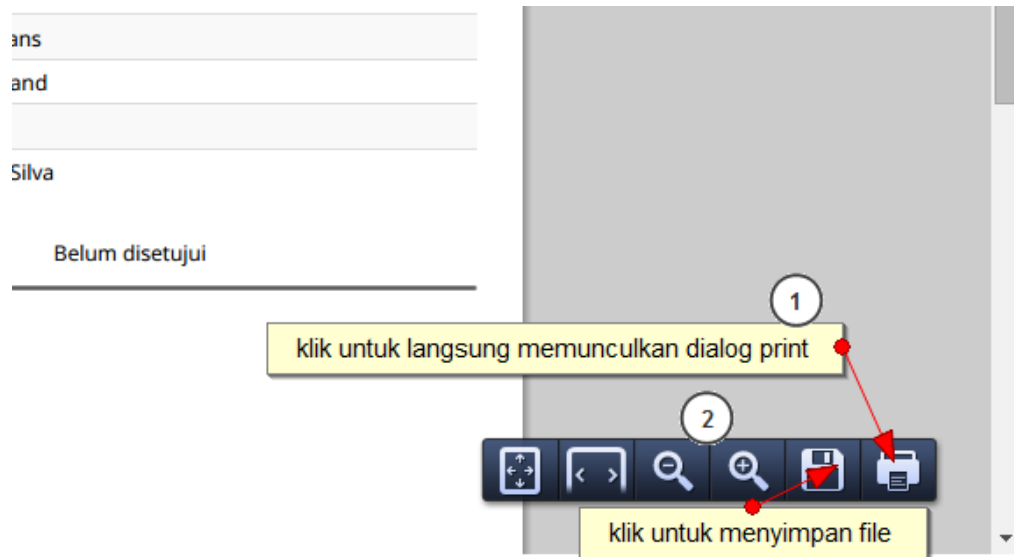 ans
and
Silva
Belum disetujui
1
klik untuk langsung memunculkan dialog print
2
klik untuk menyimpan file